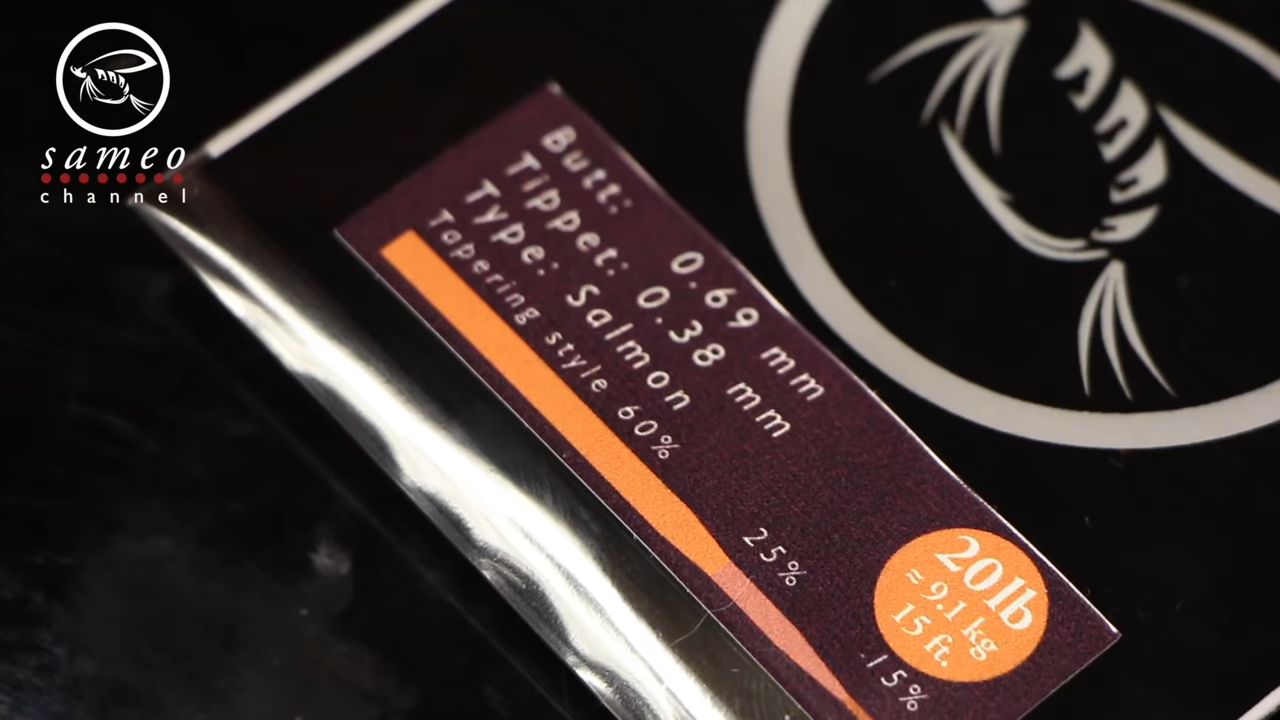 sameo
channel
Butt: 0.69 mm
Tippet: 0.38 mm
Type: Salmon
Tapering style 60%
25%
15%
20lb
≈ 9.1 kg
15 ft.